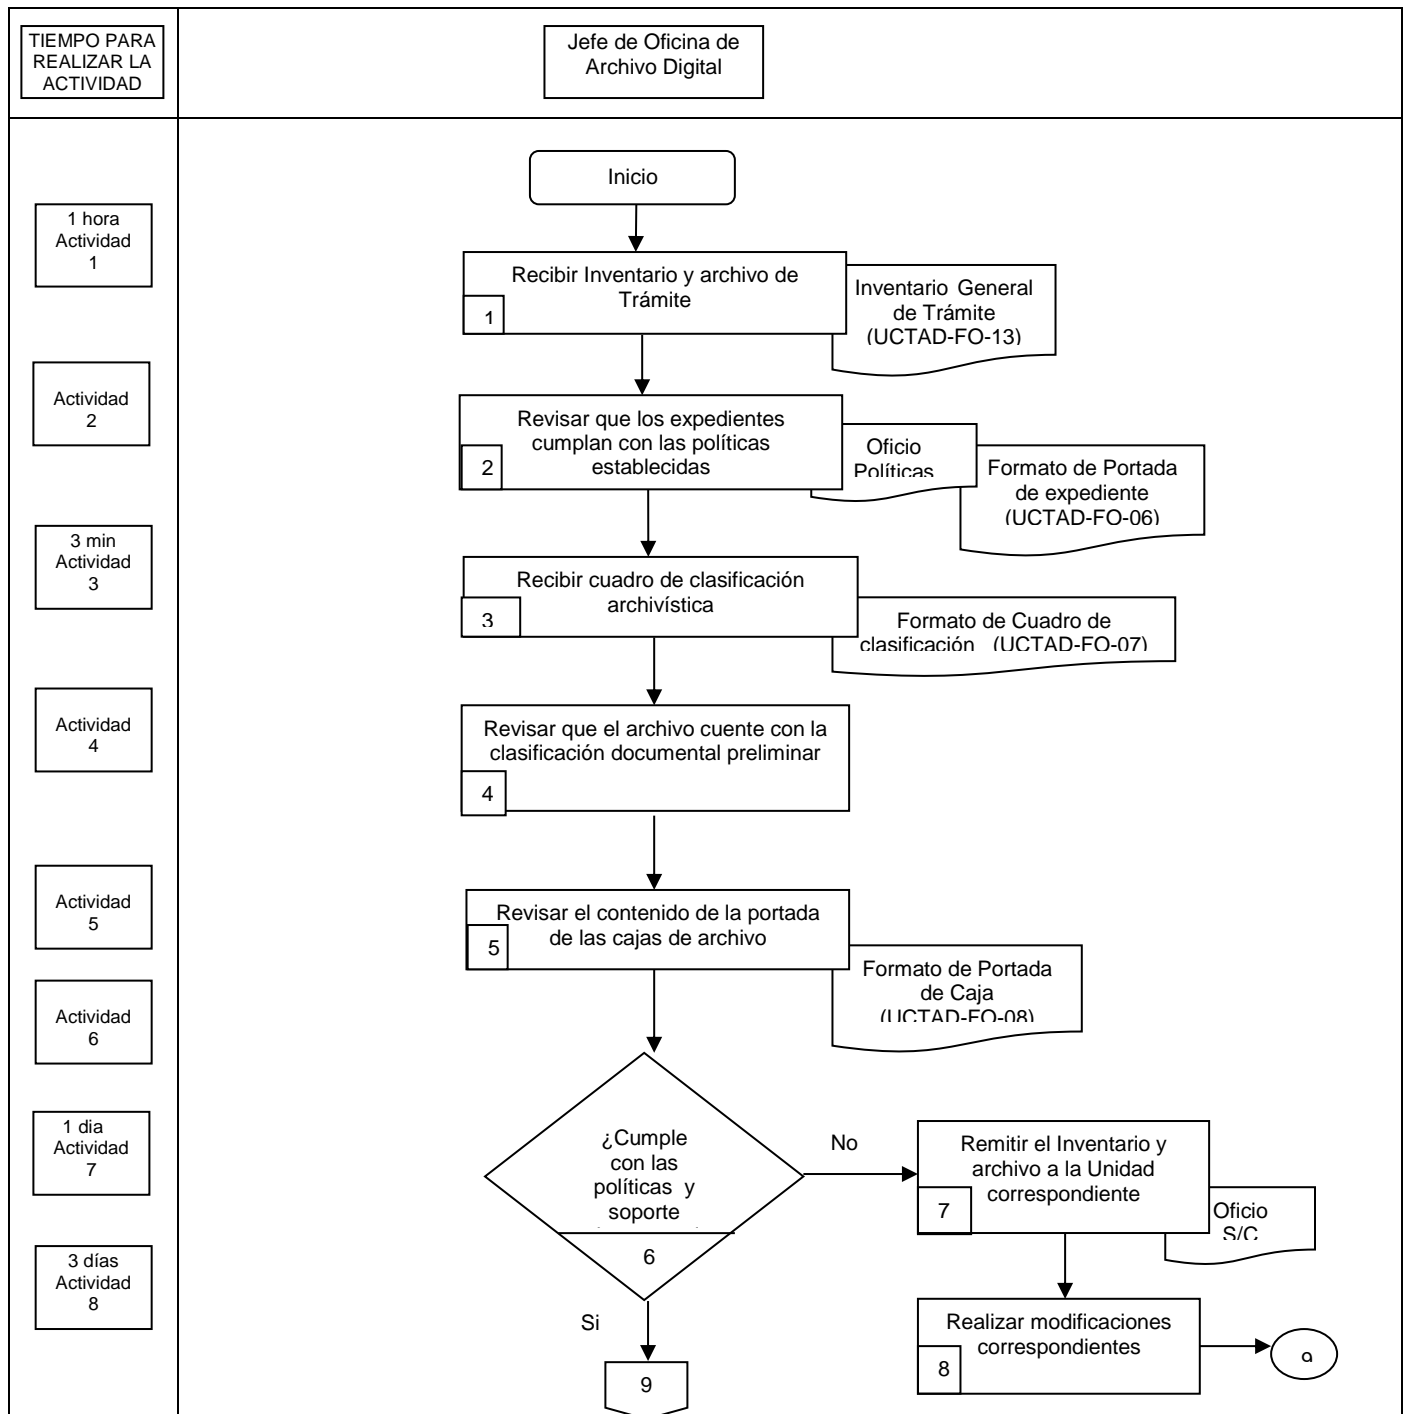 TIEMPO PARA
REALIZAR LA
ACTIVIDAD
Jefe de Oficina de
Archivo Digital
Inicio
1 hora
Actividad
1
Recibir Inventario y archivo de
Trámite
1
Inventario General
de Trámite
(UCTAD-FO-13)
Actividad
2
Revisar que los expedientes
cumplan con las políticas
establecidas
2
Oficio
Políticas
Formato de Portada
de expediente
(UCTAD-FO-06)
3 min
Actividad
3
Recibir cuadro de clasificación
archivística
3
Formato de Cuadro de
clasificación (UCTAD-FO-07)
Actividad
4
Revisar que el archivo cuente con la
clasificación documental preliminar
4
Actividad
5
Revisar el contenido de la portada
de las cajas de archivo
5
Formato de Portada
de Caja
(UCTAD-FO-08)
Actividad
6
¿Cumple
con las
políticas y
soporte
6
No
Si
1 dia
Actividad
7
Remitir el Inventario y
archivo a la Unidad
correspondiente
7
Oficio
S/C
3 días
Actividad
8
Realizar modificaciones
correspondientes
8
a
9